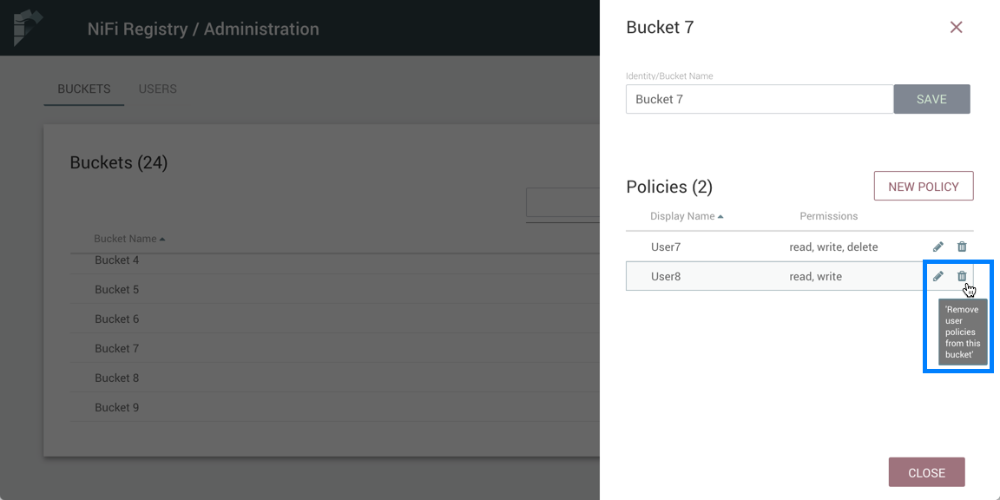 NiFi Registry / Administration
BUCKETS
USERS
Buckets (24)
Bucket Name
Bucket 4
Bucket 5
Bucket 6
Bucket 7
Bucket 8
Bucket 9
Bucket 7
Identity/Bucket Name
Bucket 7
SAVE
Policies (2)
NEW POLICY
Display Name
Permissions
User7
read, write, delete
User8
read, write
'Remove
user
policies
from this
bucket'
CLOSE